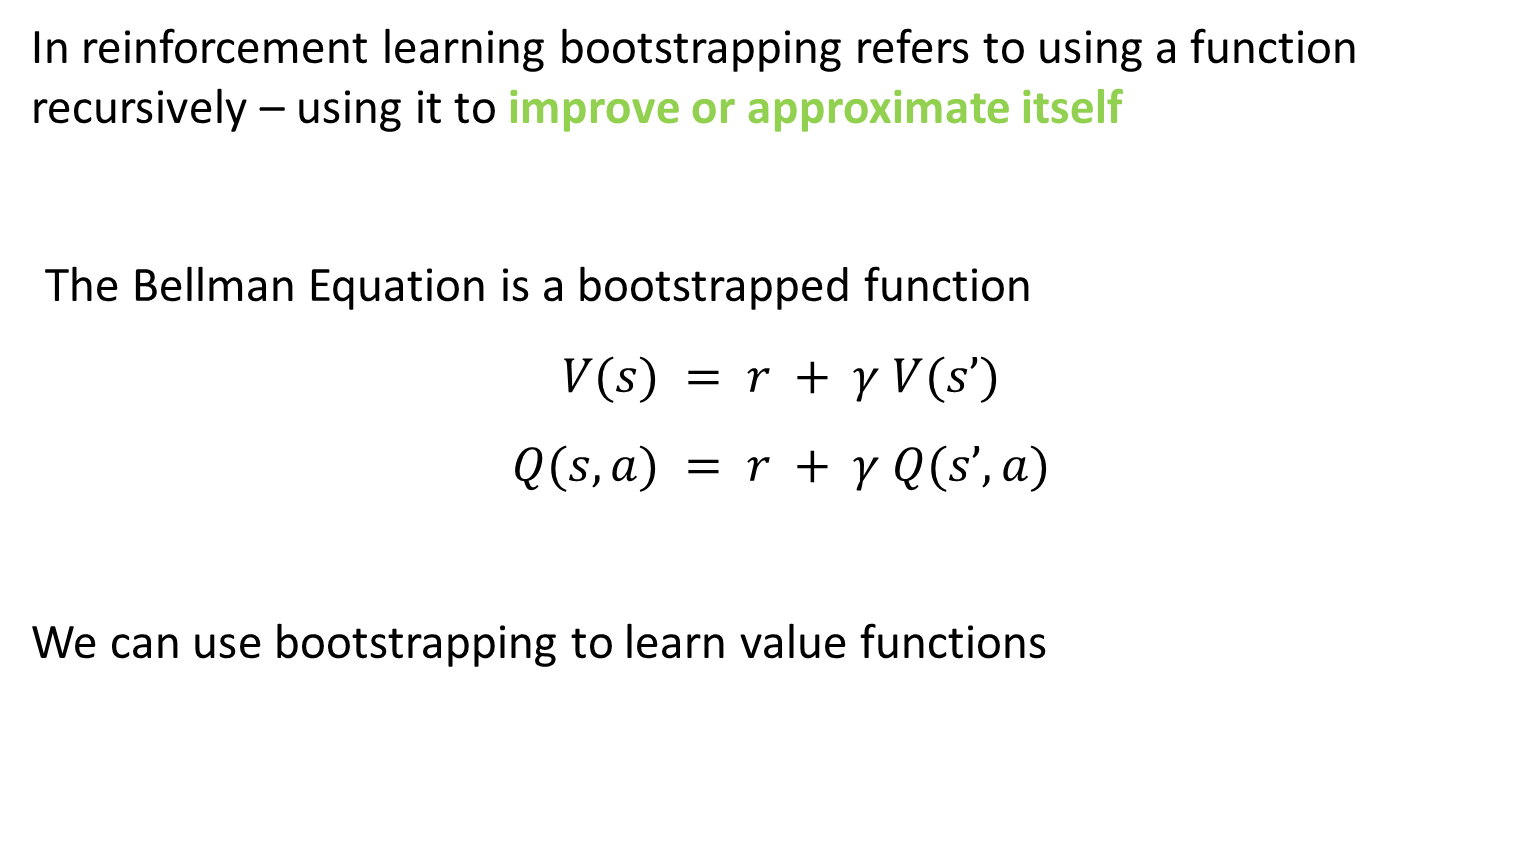 In reinforcement learning bootstrapping refers to using a function
recursively – using it to improve or approximate itself
The Bellman Equation is a bootstrapped function
V(s) = r + γ V(s’)
Q(s, a) = r + γ Q(s’, a)
We can use bootstrapping to learn value functions